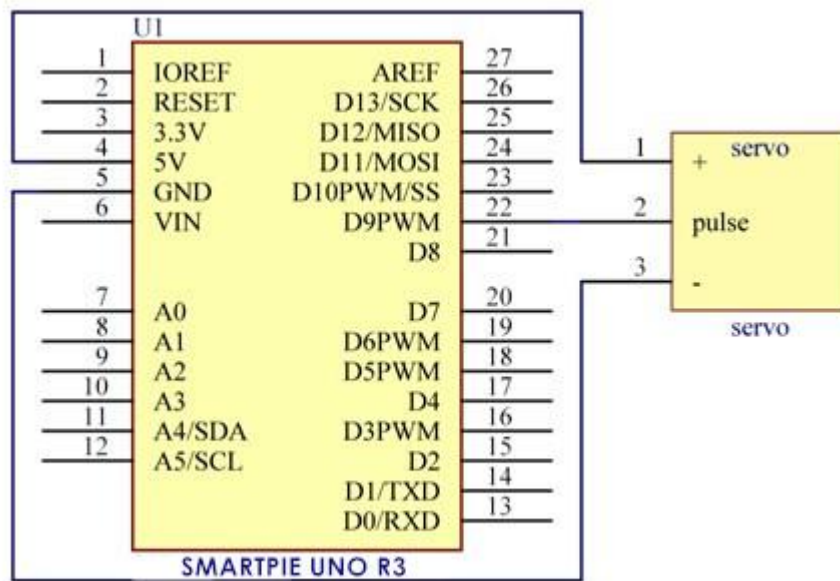 U1
1 IOREF AREF 27
2 RESET D13/SCK 26
3 3.3V D12/MISO 25
4 5V D11/MOSI 24
5 GND D10PWM/SS 23
6 VIN D9PWM 22
D8 21
7 A0 D7 20
8 A1 D6PWM 19
9 A2 D5PWM 18
10 A3 D4 17
11 A4/SDA D3PWM 16
12 A5/SCL D2 15
D1/TXD 14
D0/RXD 13
SMARTPIE UNO R3
servo
1 +
2 pulse
3 -
servo